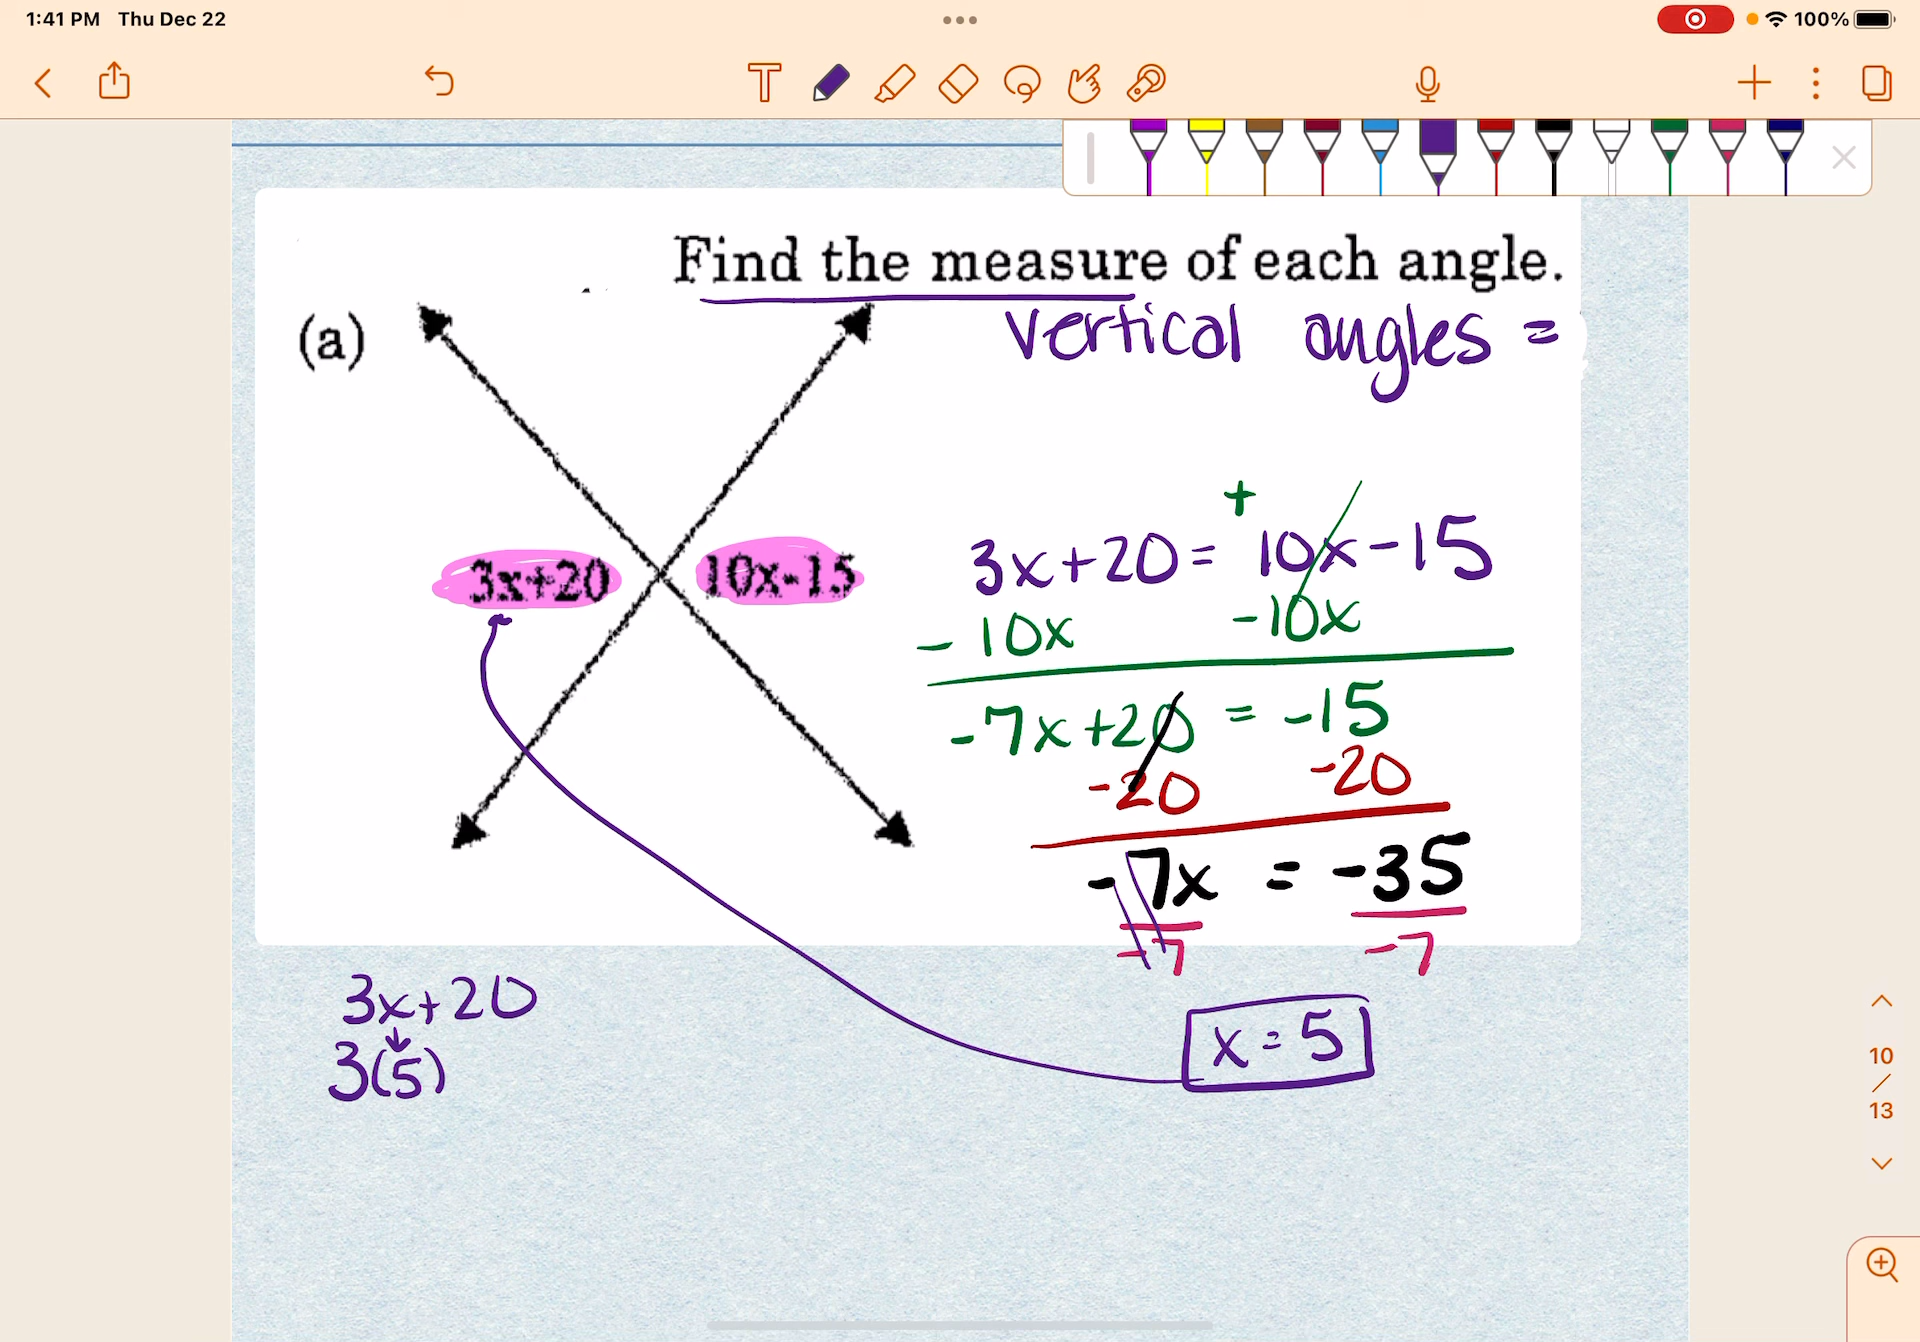 1:41 PM Thu Dec 22
100%
T
Find the measure of each angle.
(a)
vertical angles =
+
3x+20 10x-15
3x+20 = 10x-15
-10x -10x
-7x+20 = -15
-20 -20
-7x = -35
-7 -7
x = 5
3x+20
3(5)
10
/
13